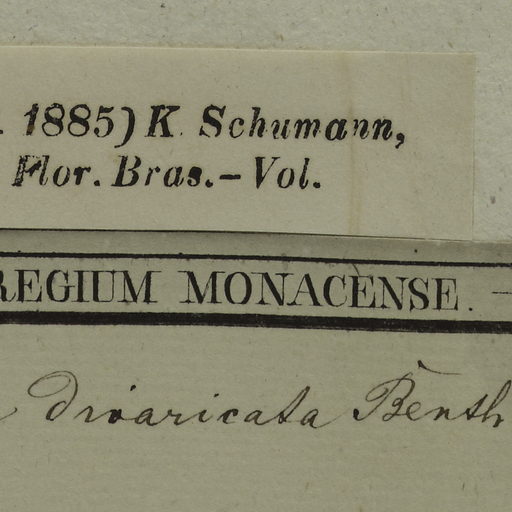 . 1885) K. Schumann,
Flor. Bras.–Vol.
REGIUM MONACENSE. —
divaricata Benth